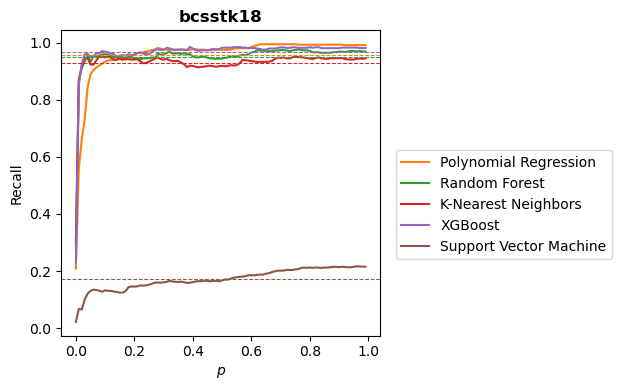 bcsstk18
Recall
1.0
0.8
0.6
0.4
0.2
0.0
0.0 0.2 0.4 0.6 0.8 1.0
p
Polynomial Regression
Random Forest
K-Nearest Neighbors
XGBoost
Support Vector Machine